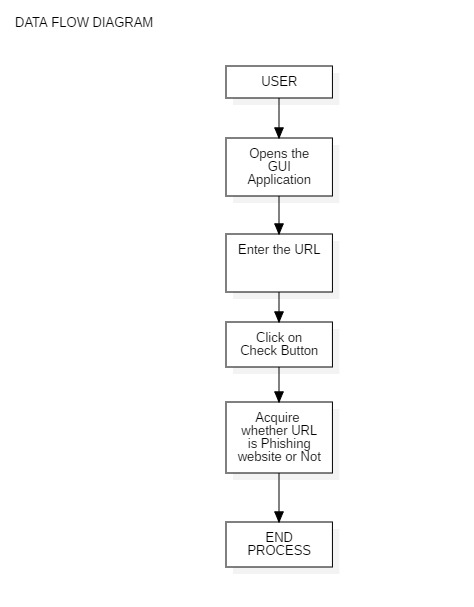 DATA FLOW DIAGRAM
USER
Opens the
GUI
Application
Enter the URL
Click on
Check Button
Acquire
whether URL
is Phishing
website or Not
END
PROCESS